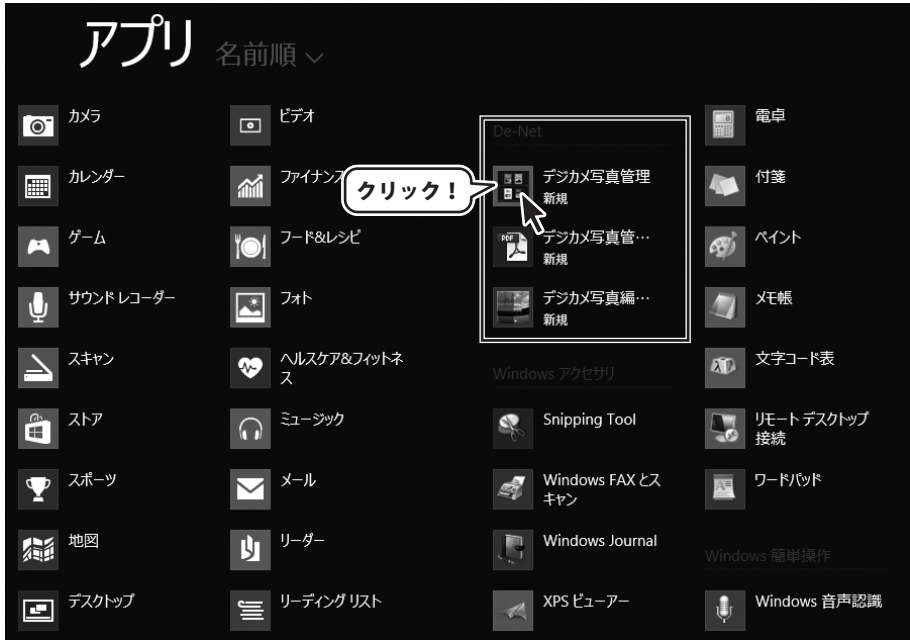 アプリ 名前順
カメラ
カレンダー
ゲーム
サウンド レコーダー
スキャン
ストア
スポーツ
地図
デスクトップ
ビデオ
ファイナンス
フード&レシピ
フォト
ヘルスケア&フィットネ
ス
ミュージック
メール
リーダー
リーディング リスト
De-Net
クリック！
デジカメ写真管理
新規
PDF
デジカメ写真管…
新規
デジカメ写真編…
新規
Windows アクセサリ
Snipping Tool
Windows FAX とス
キャン
Windows Journal
XPS ビューアー
電卓
付箋
ペイント
メモ帳
文字コード表
リモート デスクトップ
接続
ワードパッド
Windows 簡単操作
Windows 音声認識